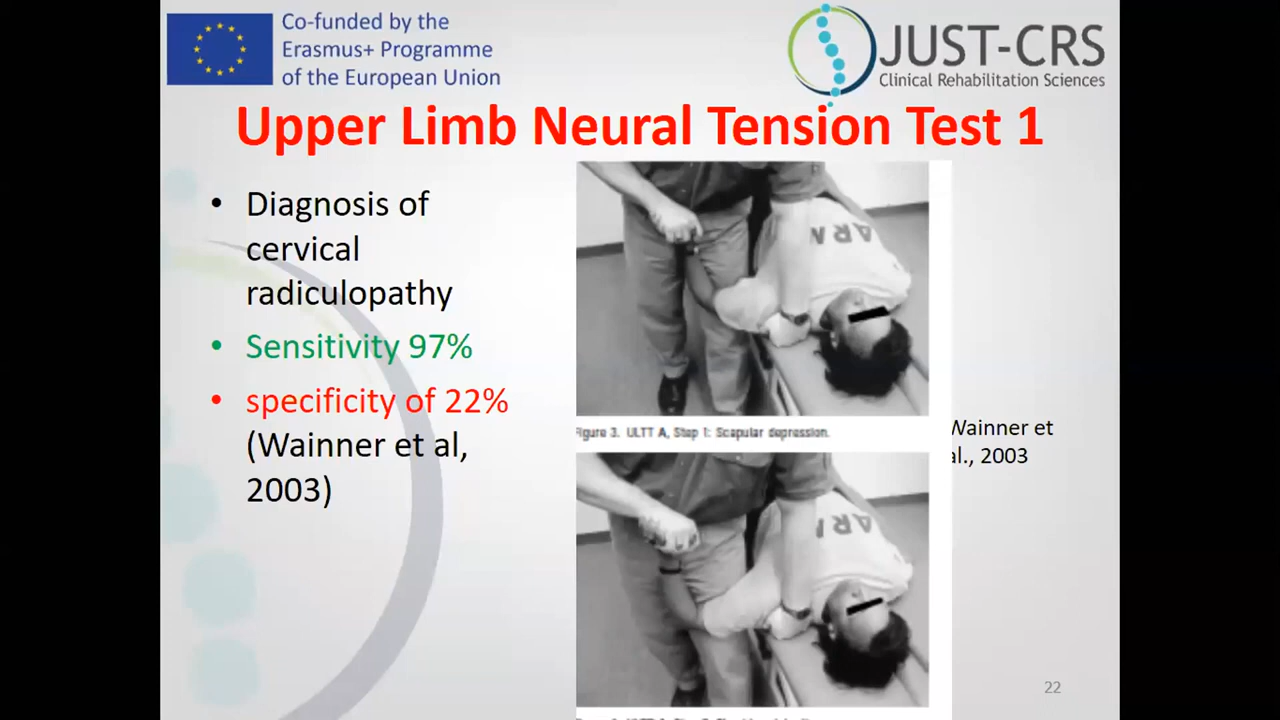 Co-funded by the
Erasmus+ Programme
of the European Union
JUST-CRS
Clinical Rehabilitation Sciences
Upper Limb Neural Tension Test 1
• Diagnosis of
cervical
radiculopathy
• Sensitivity 97%
• specificity of 22%
(Wainner et al,
2003)
ARM
igure 3. ULTT A, Step 1: Scapular depression.
Wainner et
al., 2003
22